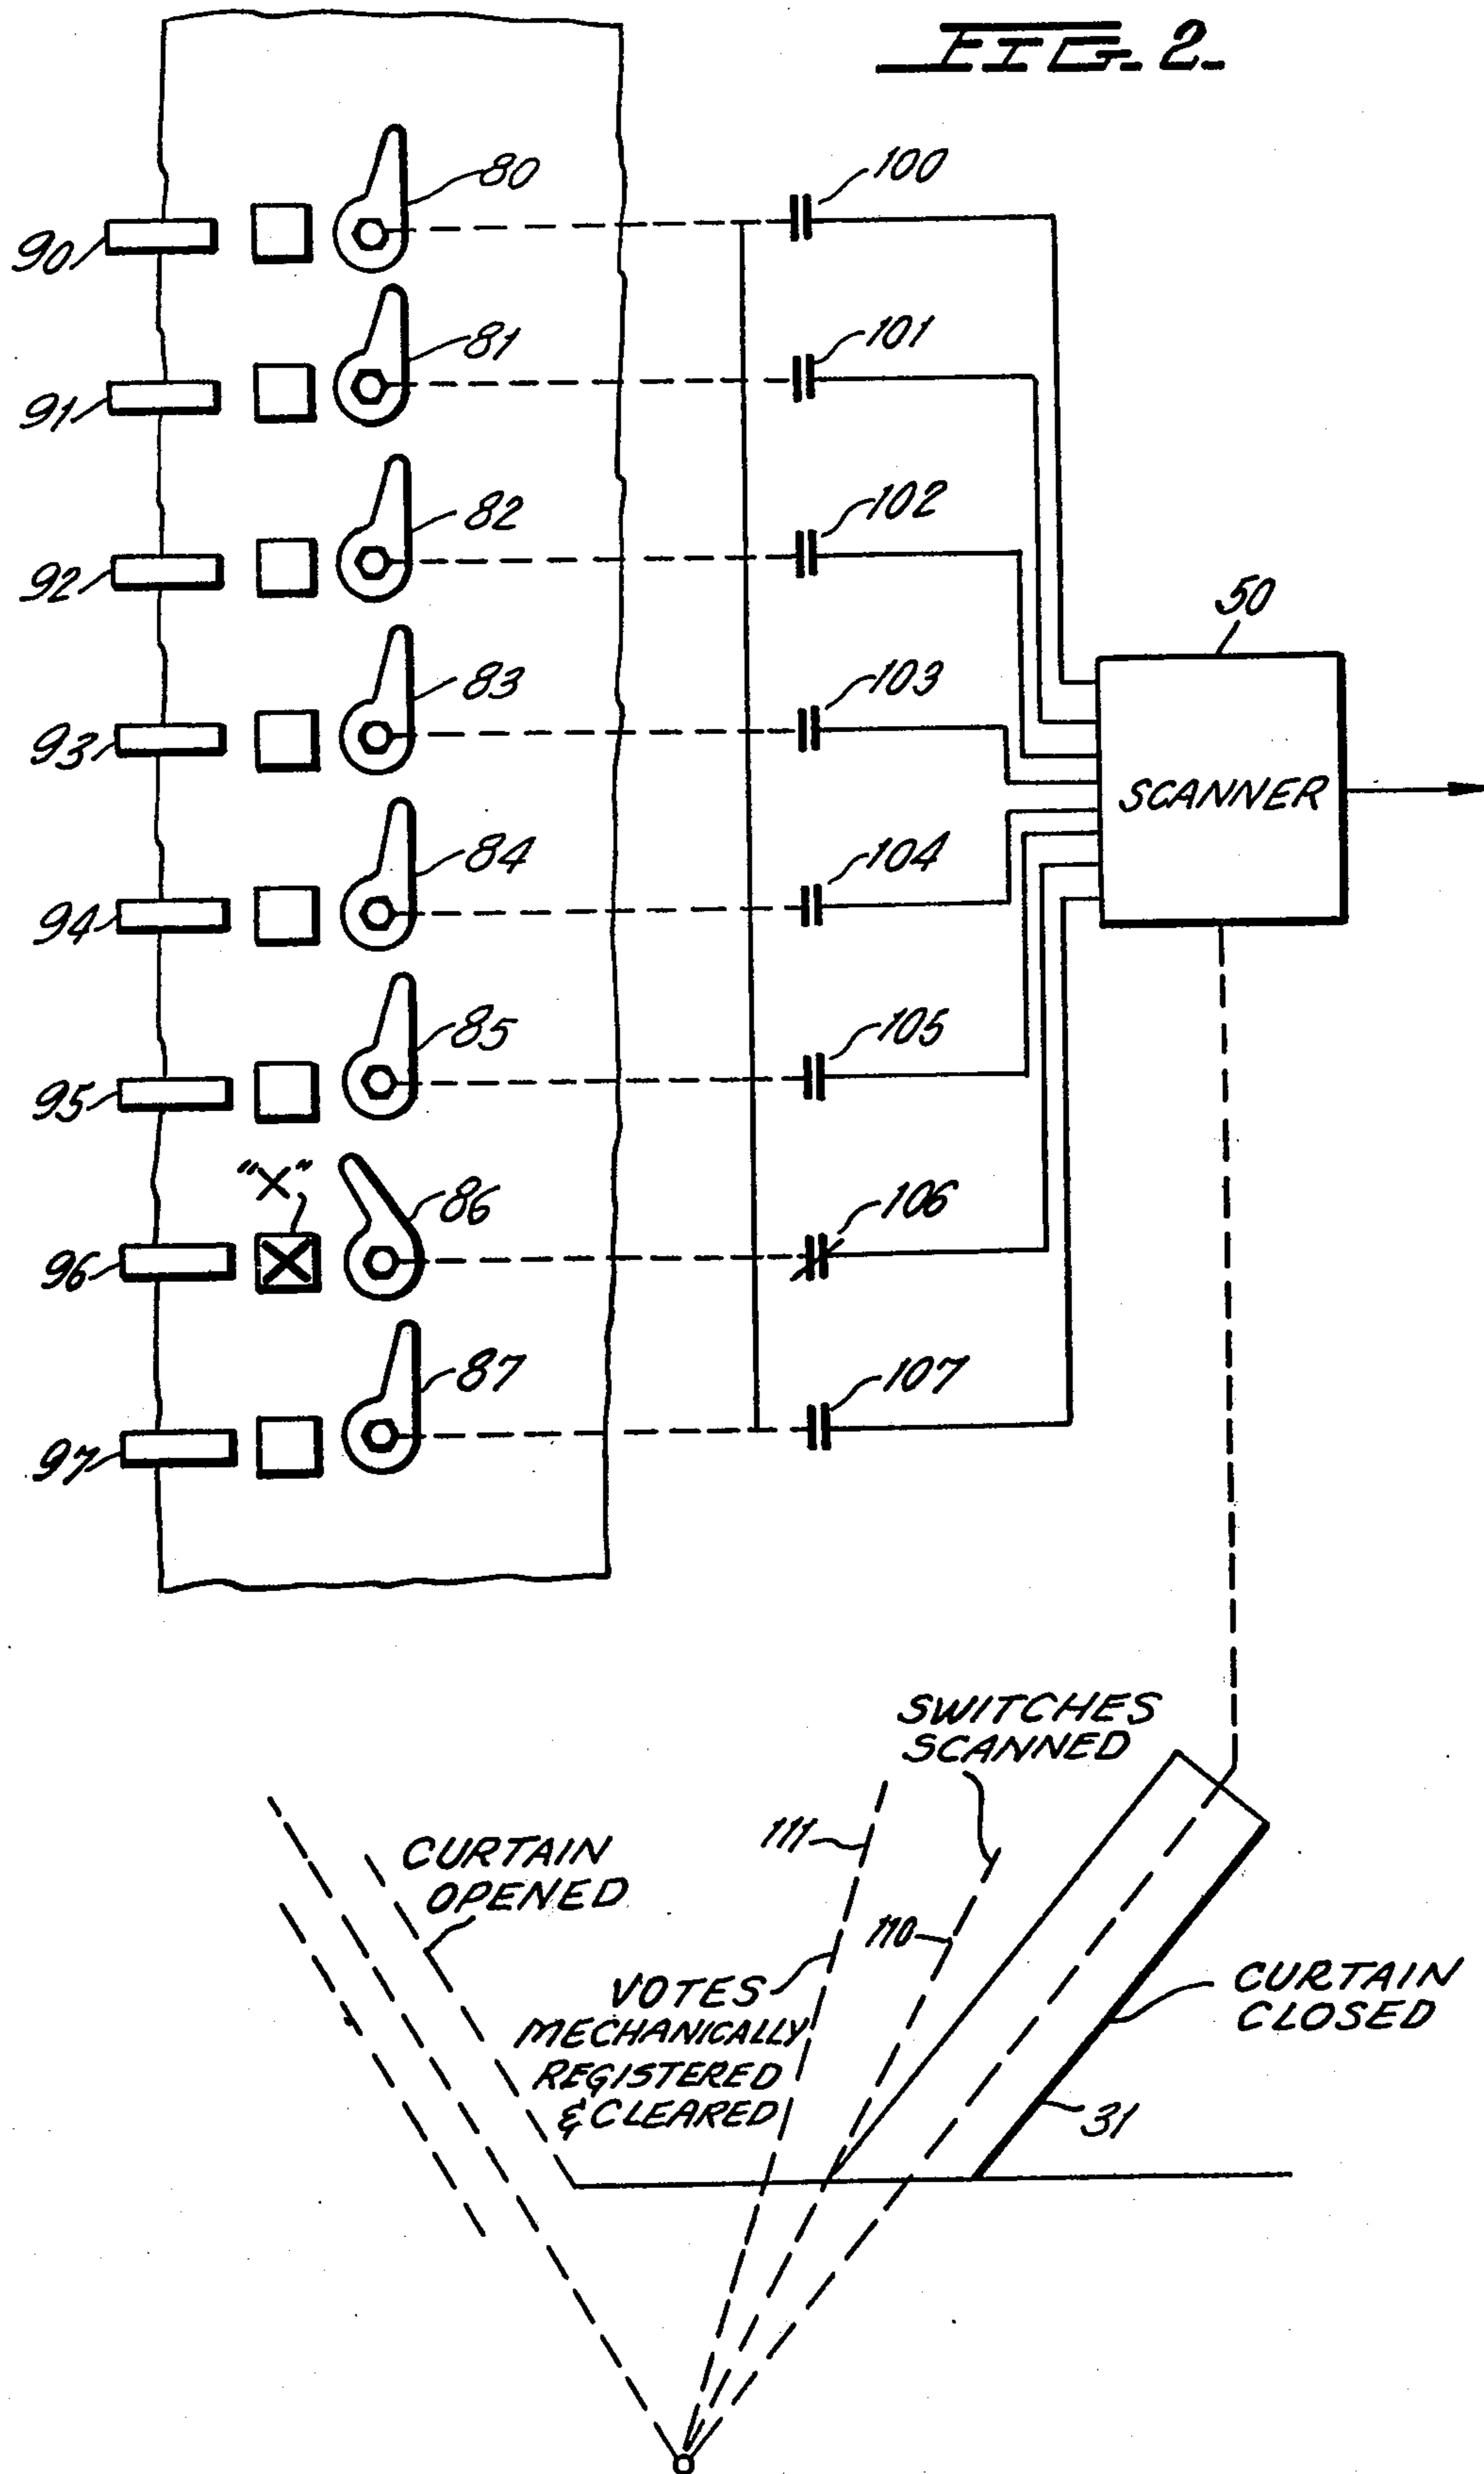 FIG. 2.
80
100
90
81
101
91
82
102
92
50
83
103
93
SCANNER
84
104
94
85
105
95
"X"
86
106
96
87
107
97
SWITCHES
SCANNED
111
CURTAIN
OPENED
110
VOTES
MECHANICALLY
REGISTERED
& CLEARED
CURTAIN
CLOSED
31